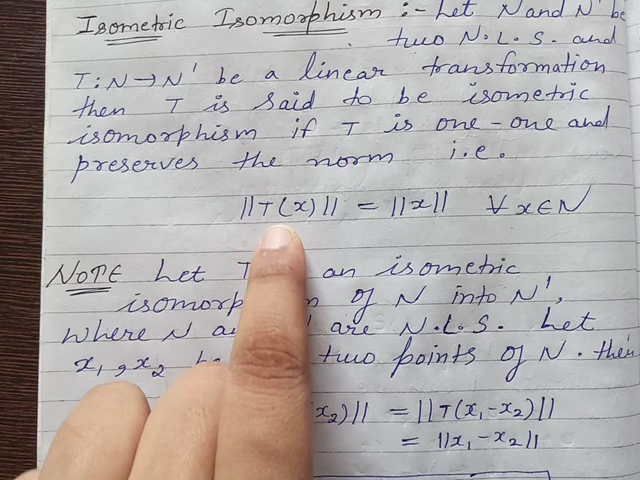 Isometric Isomorphism :- Let N and N' be
two N.L.S. and
T: N → N' be a linear transformation
then T is said to be isometric
isomorphism if T is one-one and
preserves the norm i.e.
||T(x)|| = ||x|| ∀ x ∈ N
NOTE Let T an isometric
of N into N',
where N are N.L.S. Let
x₁, x₂ two points of N. then
x₂)|| = ||T(x₁-x₂)||
= ||x₁-x₂||